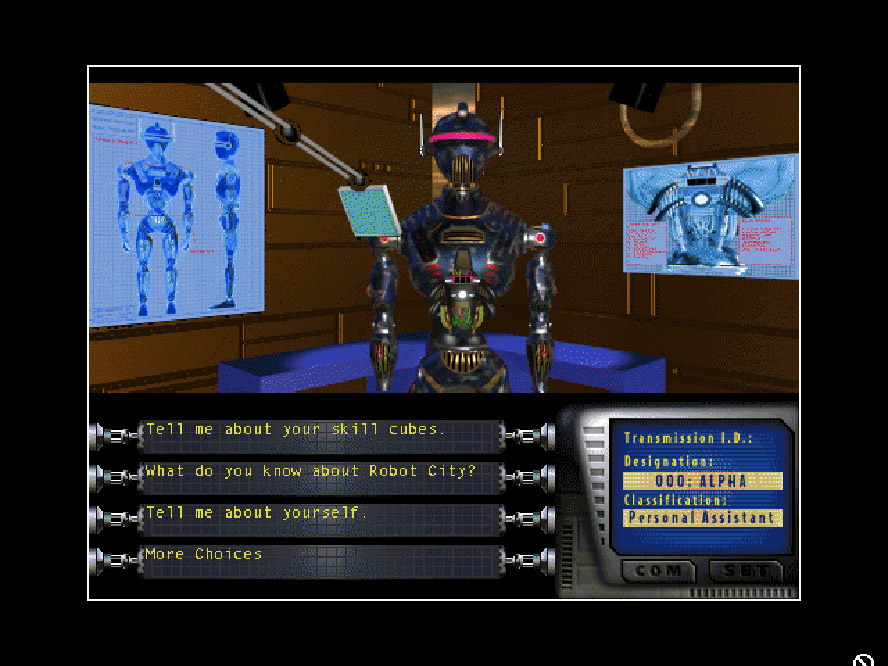 Tell me about your skill cubes.
What do you know about Robot City?
Tell me about yourself.
More Choices
Transmission I.D.:
Designation:
000: ALPHA
Classification:
Personal Assistant
COM SET